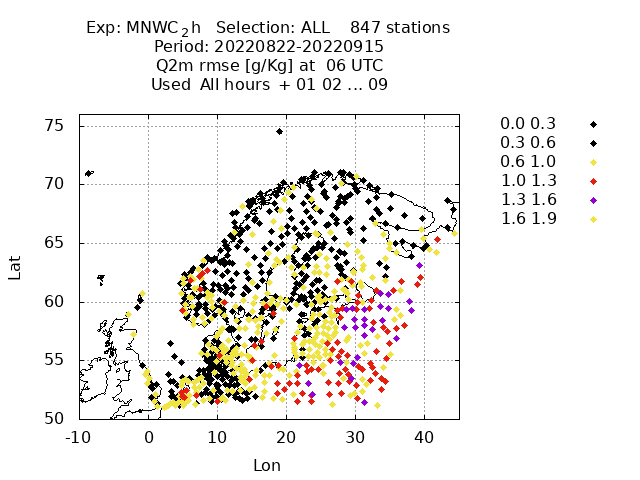 Exp: MNWC_2h   Selection: ALL    847 stations
Period: 20220822-20220915
Q2m rmse [g/Kg] at  06 UTC
Used  All hours  + 01 02 ... 09
0.0 0.3
0.3 0.6
0.6 1.0
1.0 1.3
1.3 1.6
1.6 1.9
75
70
65
60
55
50
Lat
-10 0 10 20 30 40
Lon